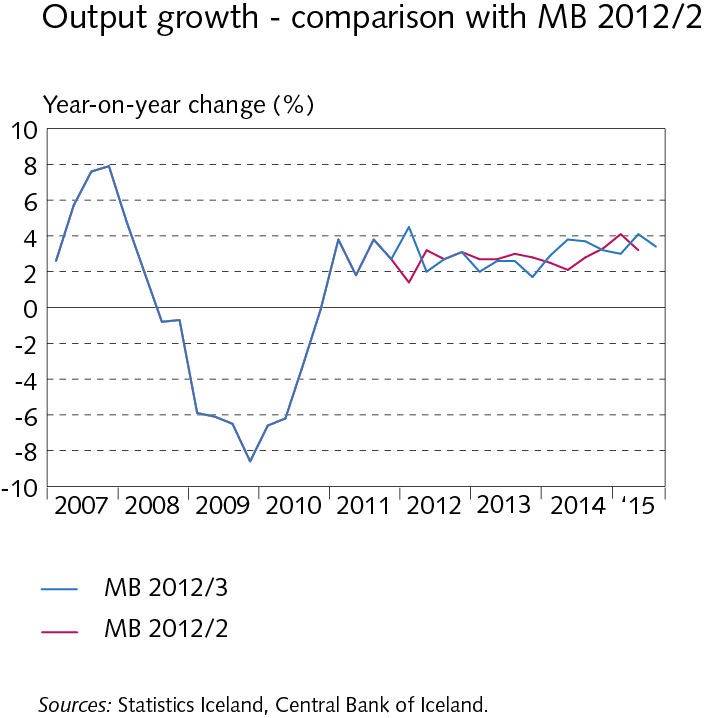 Output growth - comparison with MB 2012/2
Year-on-year change (%)
10
8
6
4
2
0
-2
-4
-6
-8
-10
2007 2008 2009 2010 2011 2012 2013 2014 ‘15
MB 2012/3
MB 2012/2
Sources: Statistics Iceland, Central Bank of Iceland.